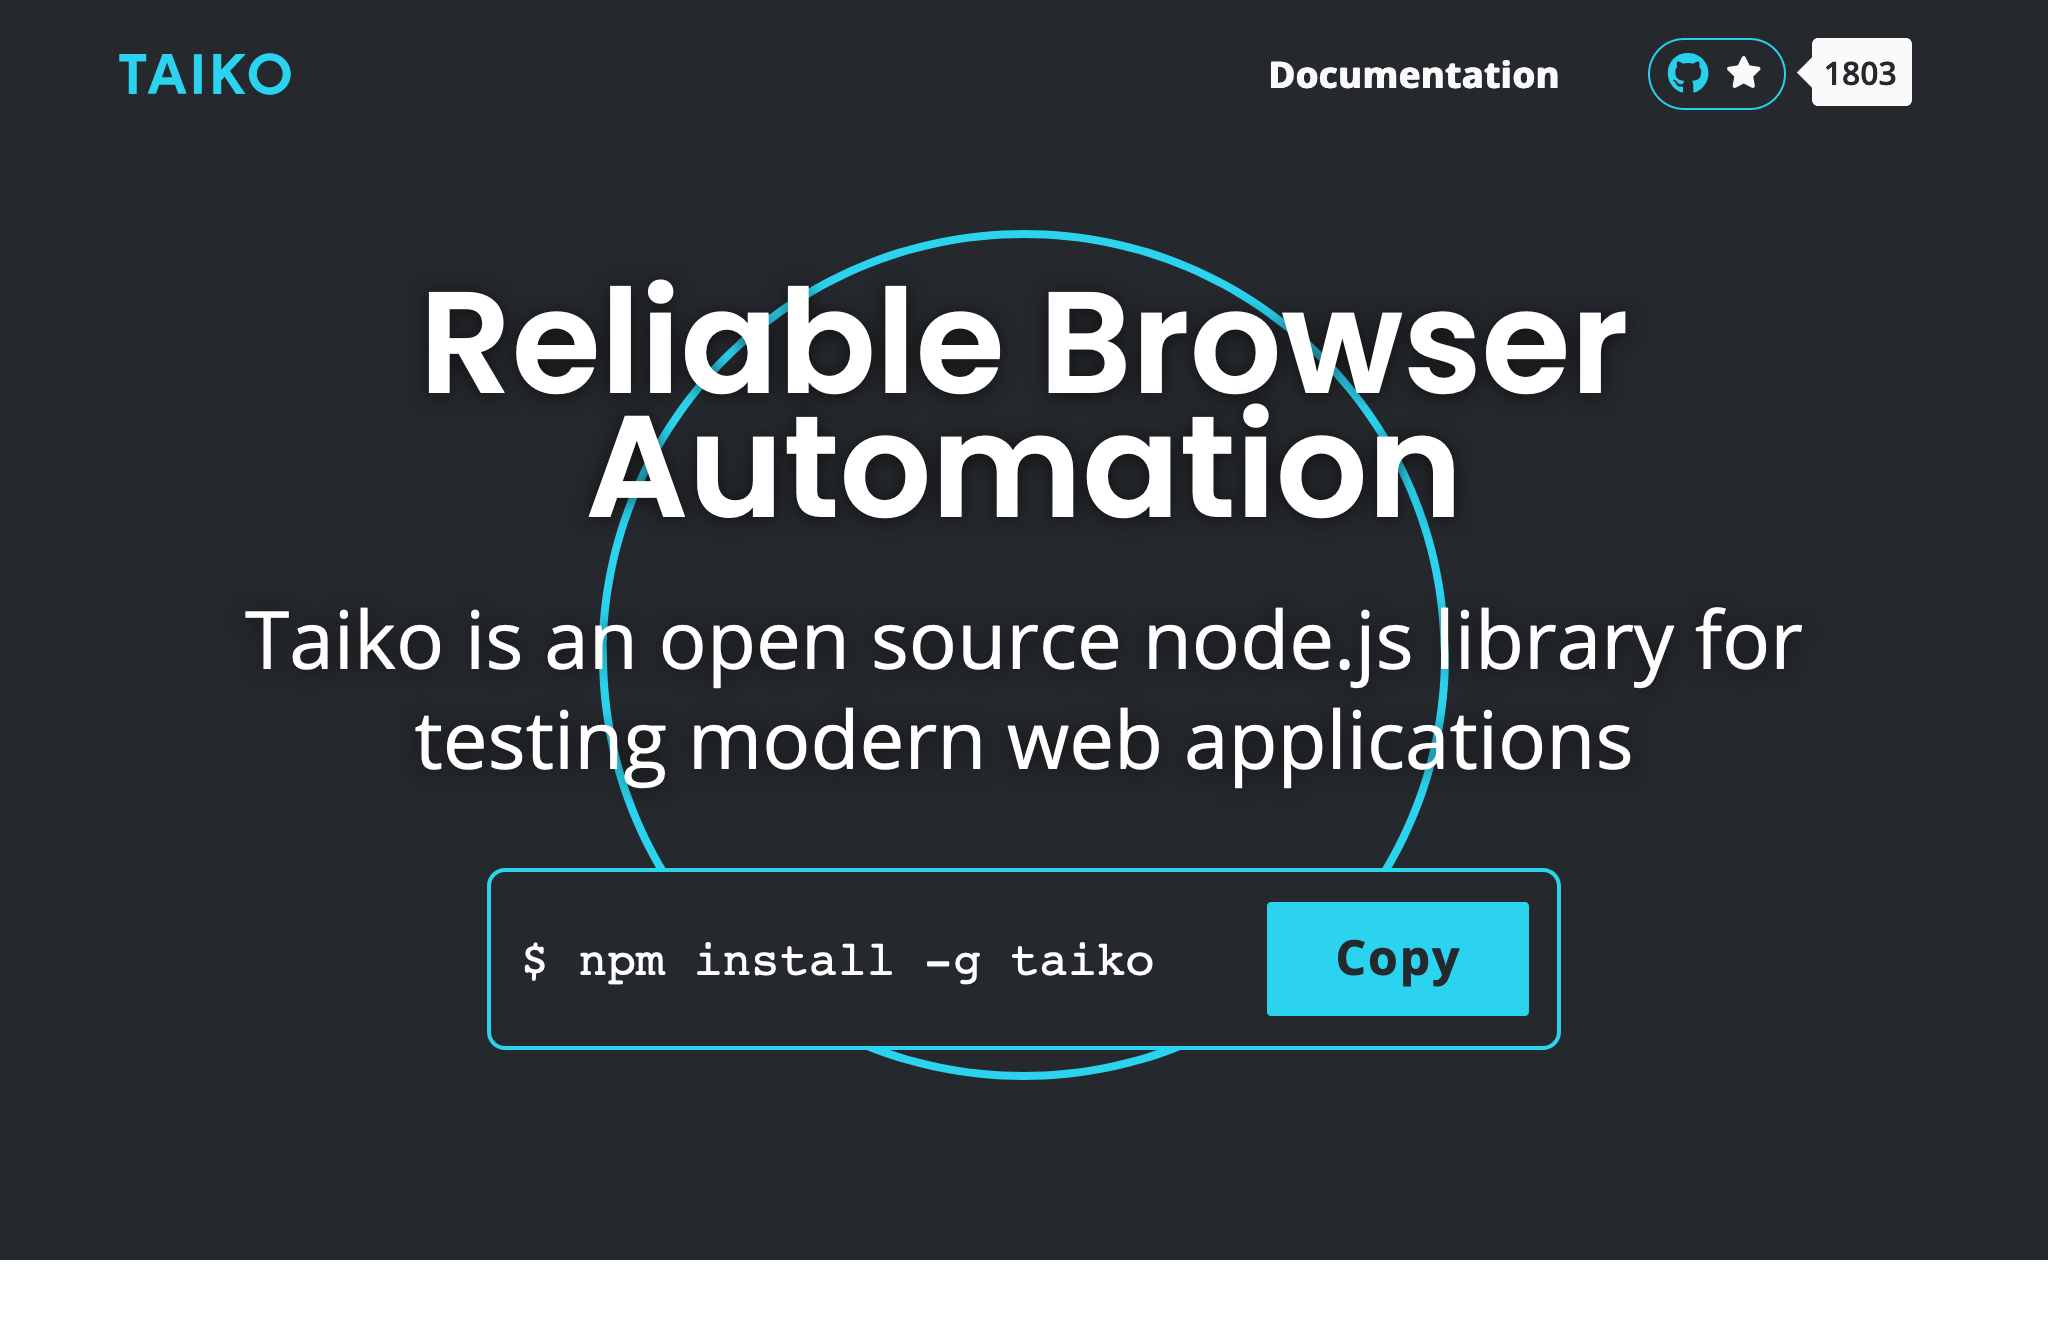 TAIKO
Documentation
1803
Reliable Browser
Automation
Taiko is an open source node.js library for
testing modern web applications
$ npm install -g taiko
Copy